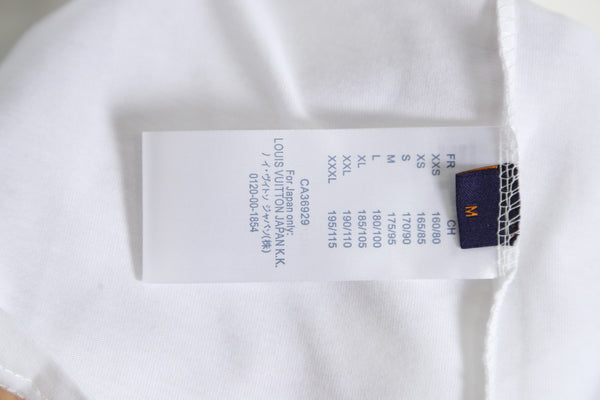 FR CH
XXS 160/80
XS 165/85
S 170/90
M 175/95
L 180/100
XL 185/105
XXL 190/110
XXXL 195/115
CA36929
For Japan only:
LOUIS VUITTON JAPAN K.K.
ノイ・ヴィトン ジャパン(株)
0120-00-1854
M